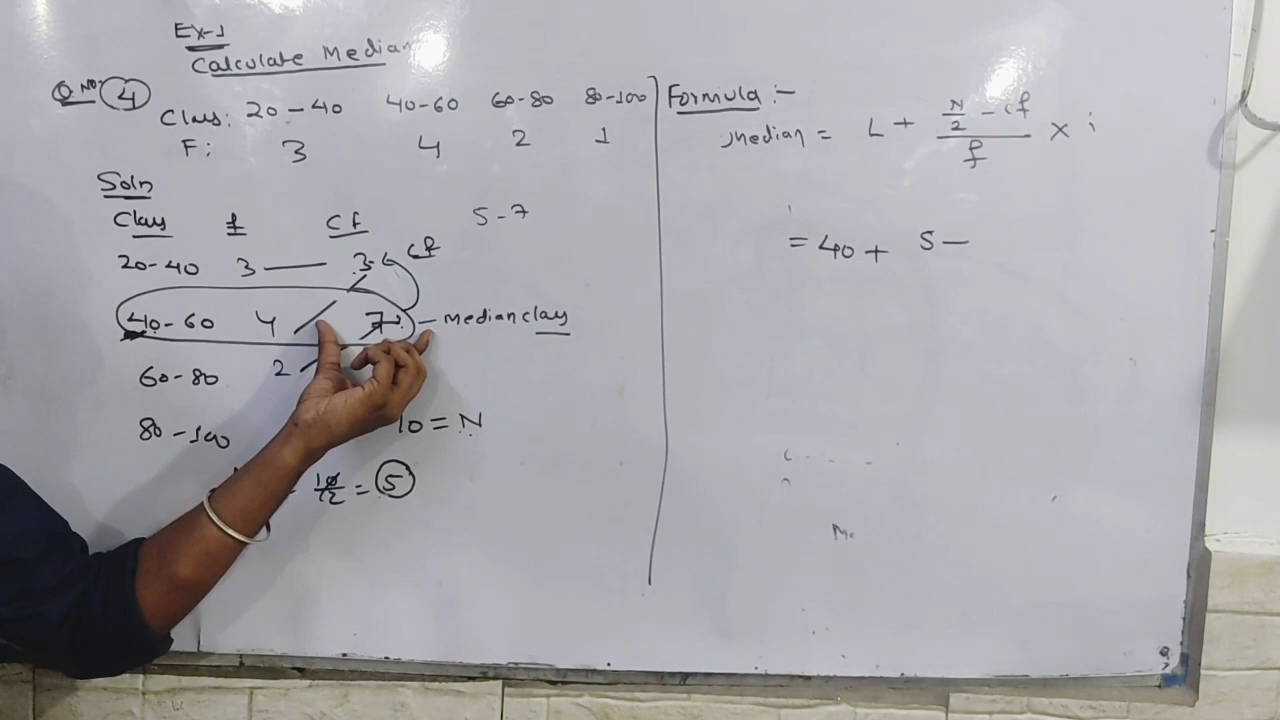 Ex-1
Calculate Median
Q.No: 4
Class: 20-40 40-60 60-80 80-100
F: 3 4 2 1
Soln
Class f Cf
5-7
20-40 3 3 cf
40-60 4 7 - Median class
60-80 2
80-100 10 = N
10/2 = 5
Formula :-
Median = L + (N/2 - cf)/f × i
= 40 + 5 -